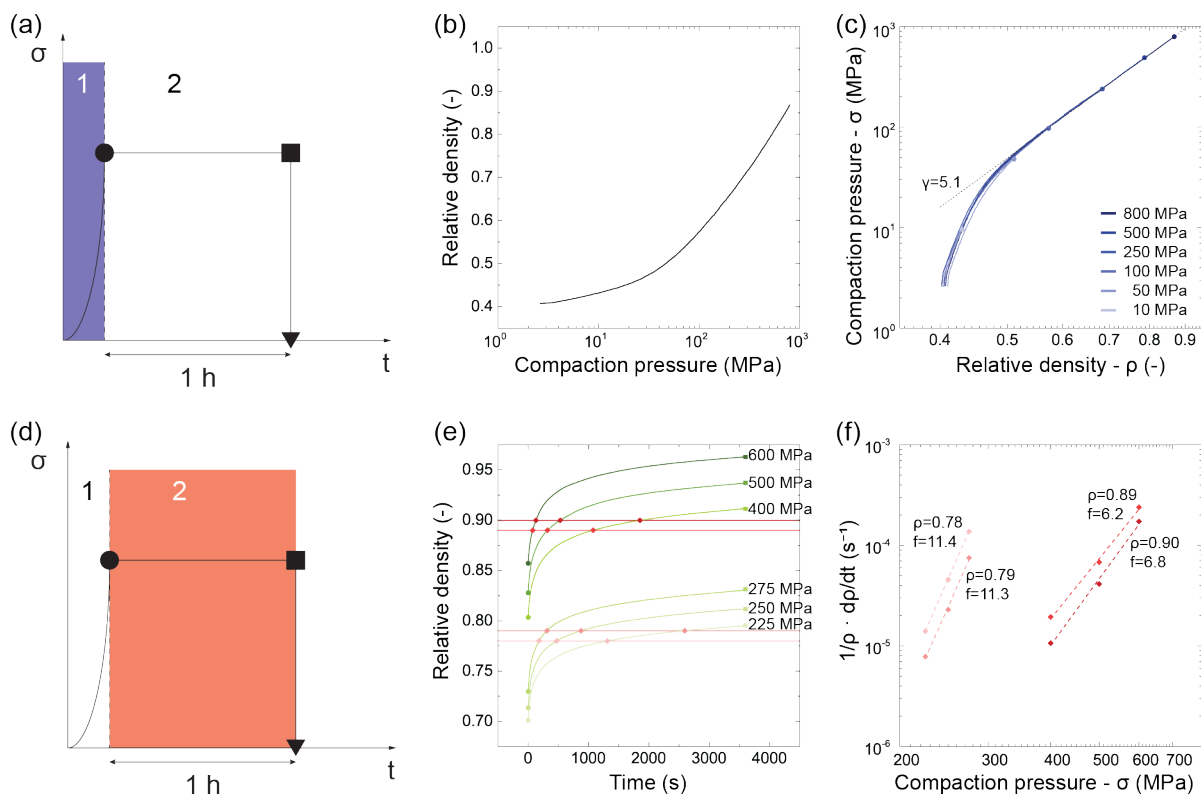 (a)
σ
1
2
t
1 h
(b)
Relative density (-)
1.0
0.9
0.8
0.7
0.6
0.5
0.4
10⁰
10¹
10²
10³
Compaction pressure (MPa)
(c)
Compaction pressure - σ (MPa)
10³
10²
10¹
10⁰
γ=5.1
800 MPa
500 MPa
250 MPa
100 MPa
50 MPa
10 MPa
0.4
0.5
0.6
0.7
0.8
0.9
Relative density - ρ (-)
(d)
σ
1
2
t
1 h
(e)
Relative density (-)
0.95
0.90
0.85
0.80
0.75
0.70
600 MPa
500 MPa
400 MPa
275 MPa
250 MPa
225 MPa
0
1000
2000
3000
4000
Time (s)
(f)
1/ρ · dρ/dt (s⁻¹)
10⁻³
10⁻⁴
10⁻⁵
10⁻⁶
ρ=0.78
f=11.4
ρ=0.79
f=11.3
ρ=0.89
f=6.2
ρ=0.90
f=6.8
200
300
400
500
600
700
Compaction pressure - σ (MPa)